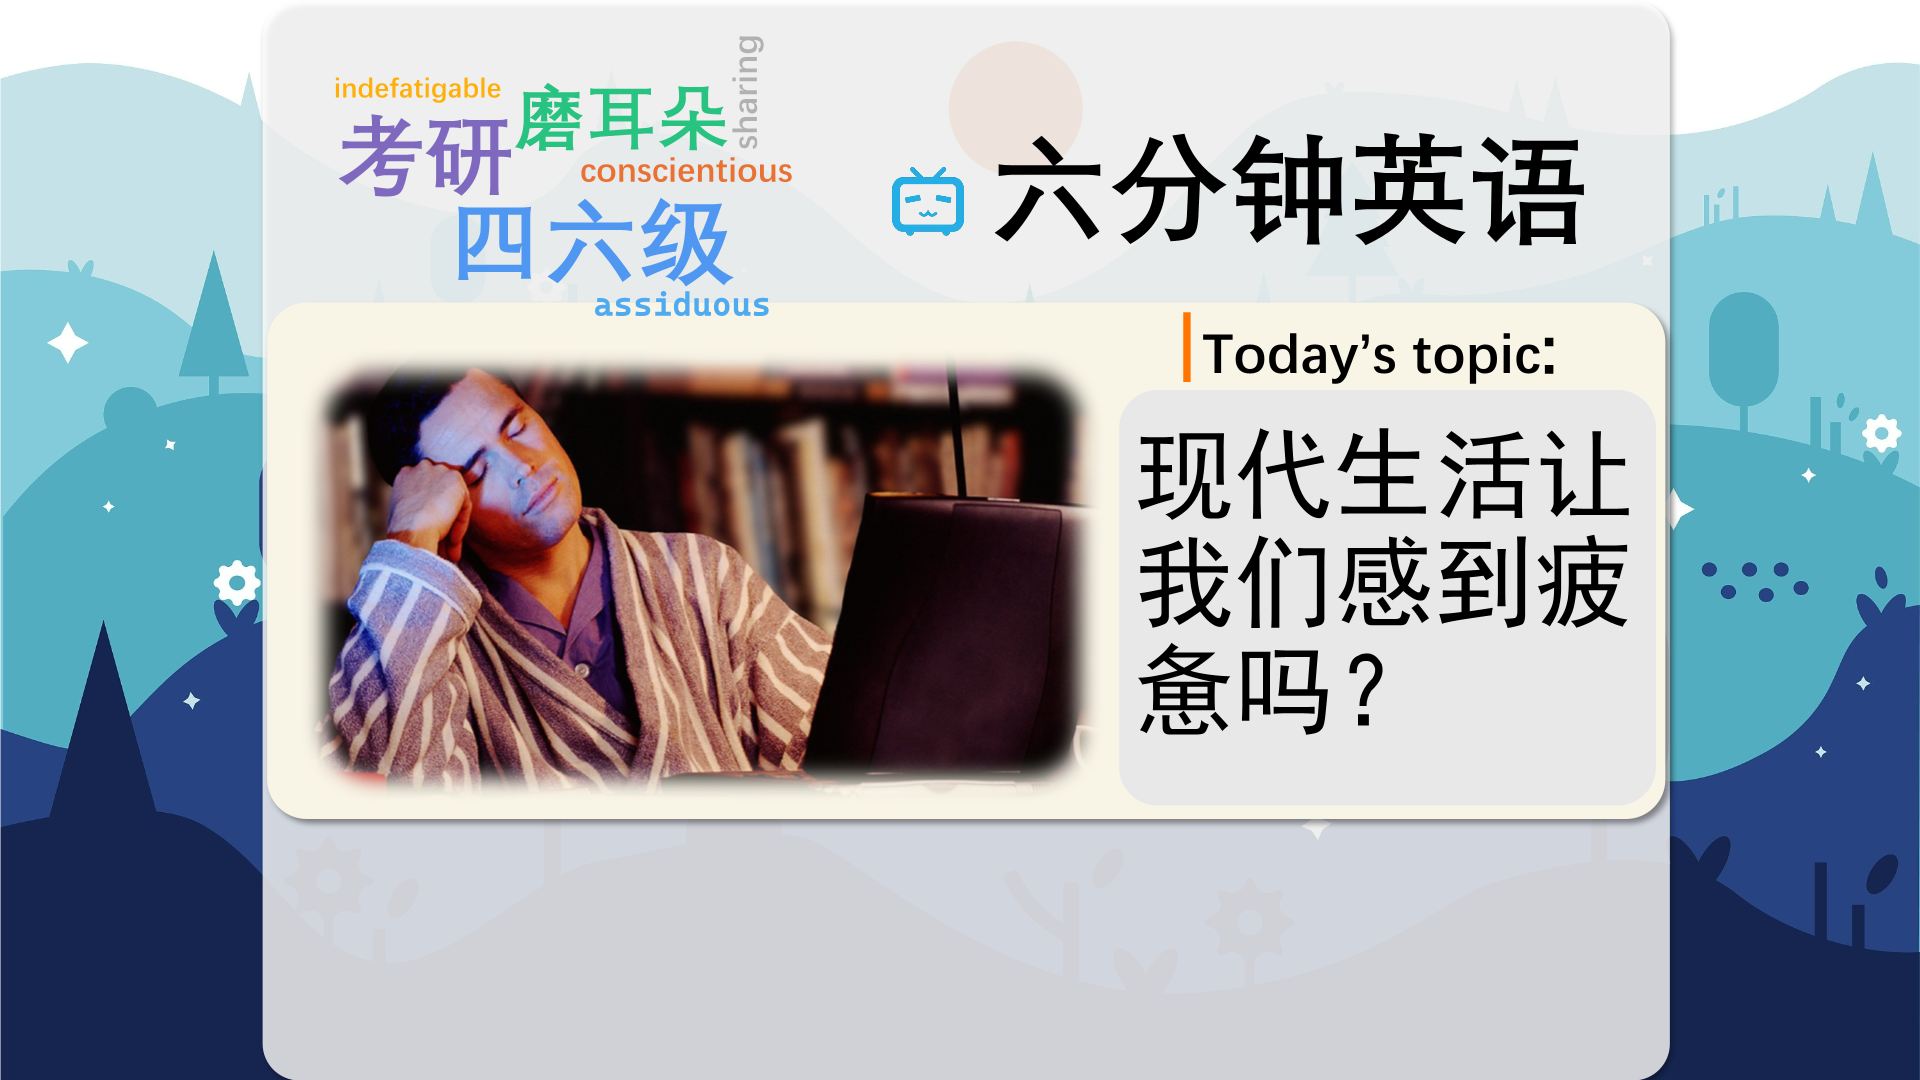 indefatigable
考研
磨耳朵
sharing
conscientious
四六级
assiduous
六分钟英语
Today’s topic:
现代生活让
我们感到疲
惫吗？